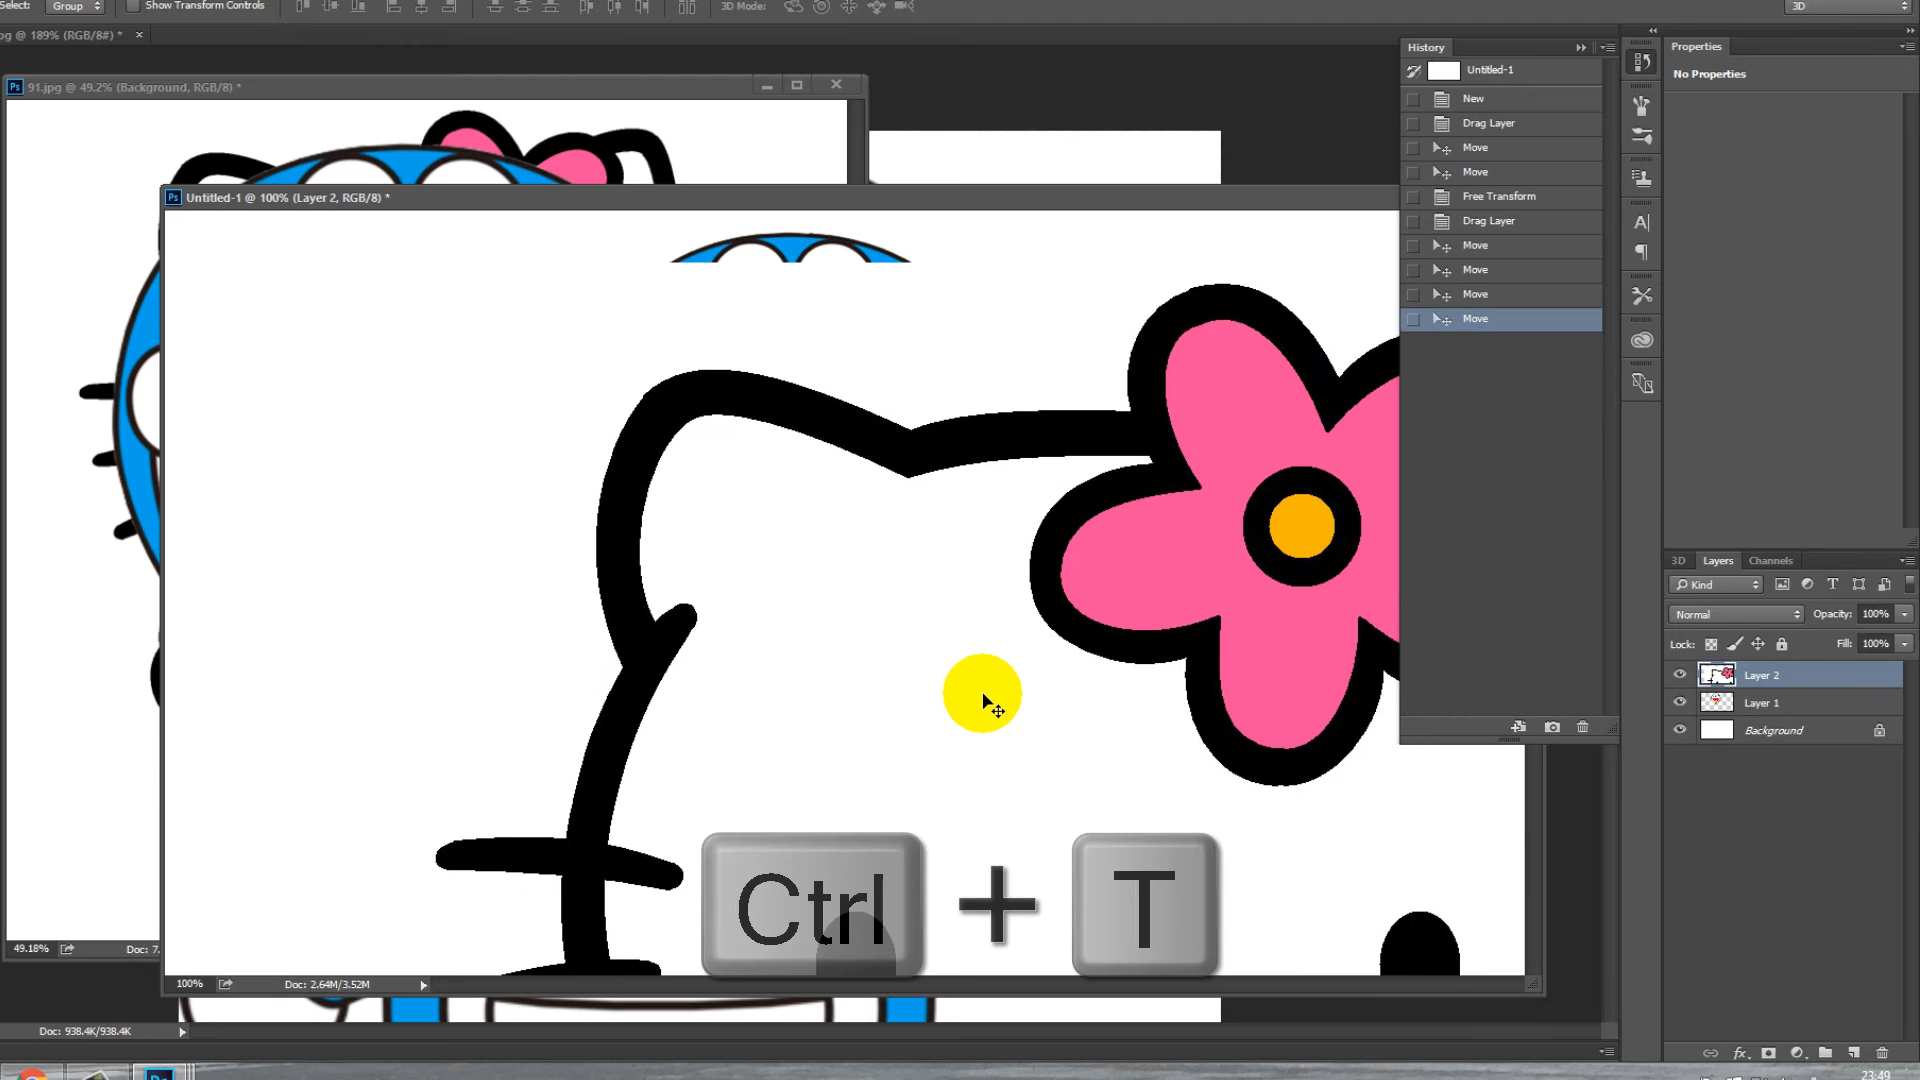 Select:
Group
Show Transform Controls
3D Mode:
3D
pg @ 189% (RGB/8#) *
91.jpg @ 49.2% (Background, RGB/8) *
Untitled-1 @ 100% (Layer 2, RGB/8) *
History
Untitled-1
New
Drag Layer
Move
Move
Free Transform
Drag Layer
Move
Move
Move
Move
Properties
No Properties
3D
Layers
Channels
Kind
Normal
Opacity:
100%
Lock:
Fill:
100%
Layer 2
Layer 1
Background
Ctrl + T
49.18%
Doc: 7.
100%
Doc: 2.64M/3.52M
Doc: 938.4K/938.4K
23:49